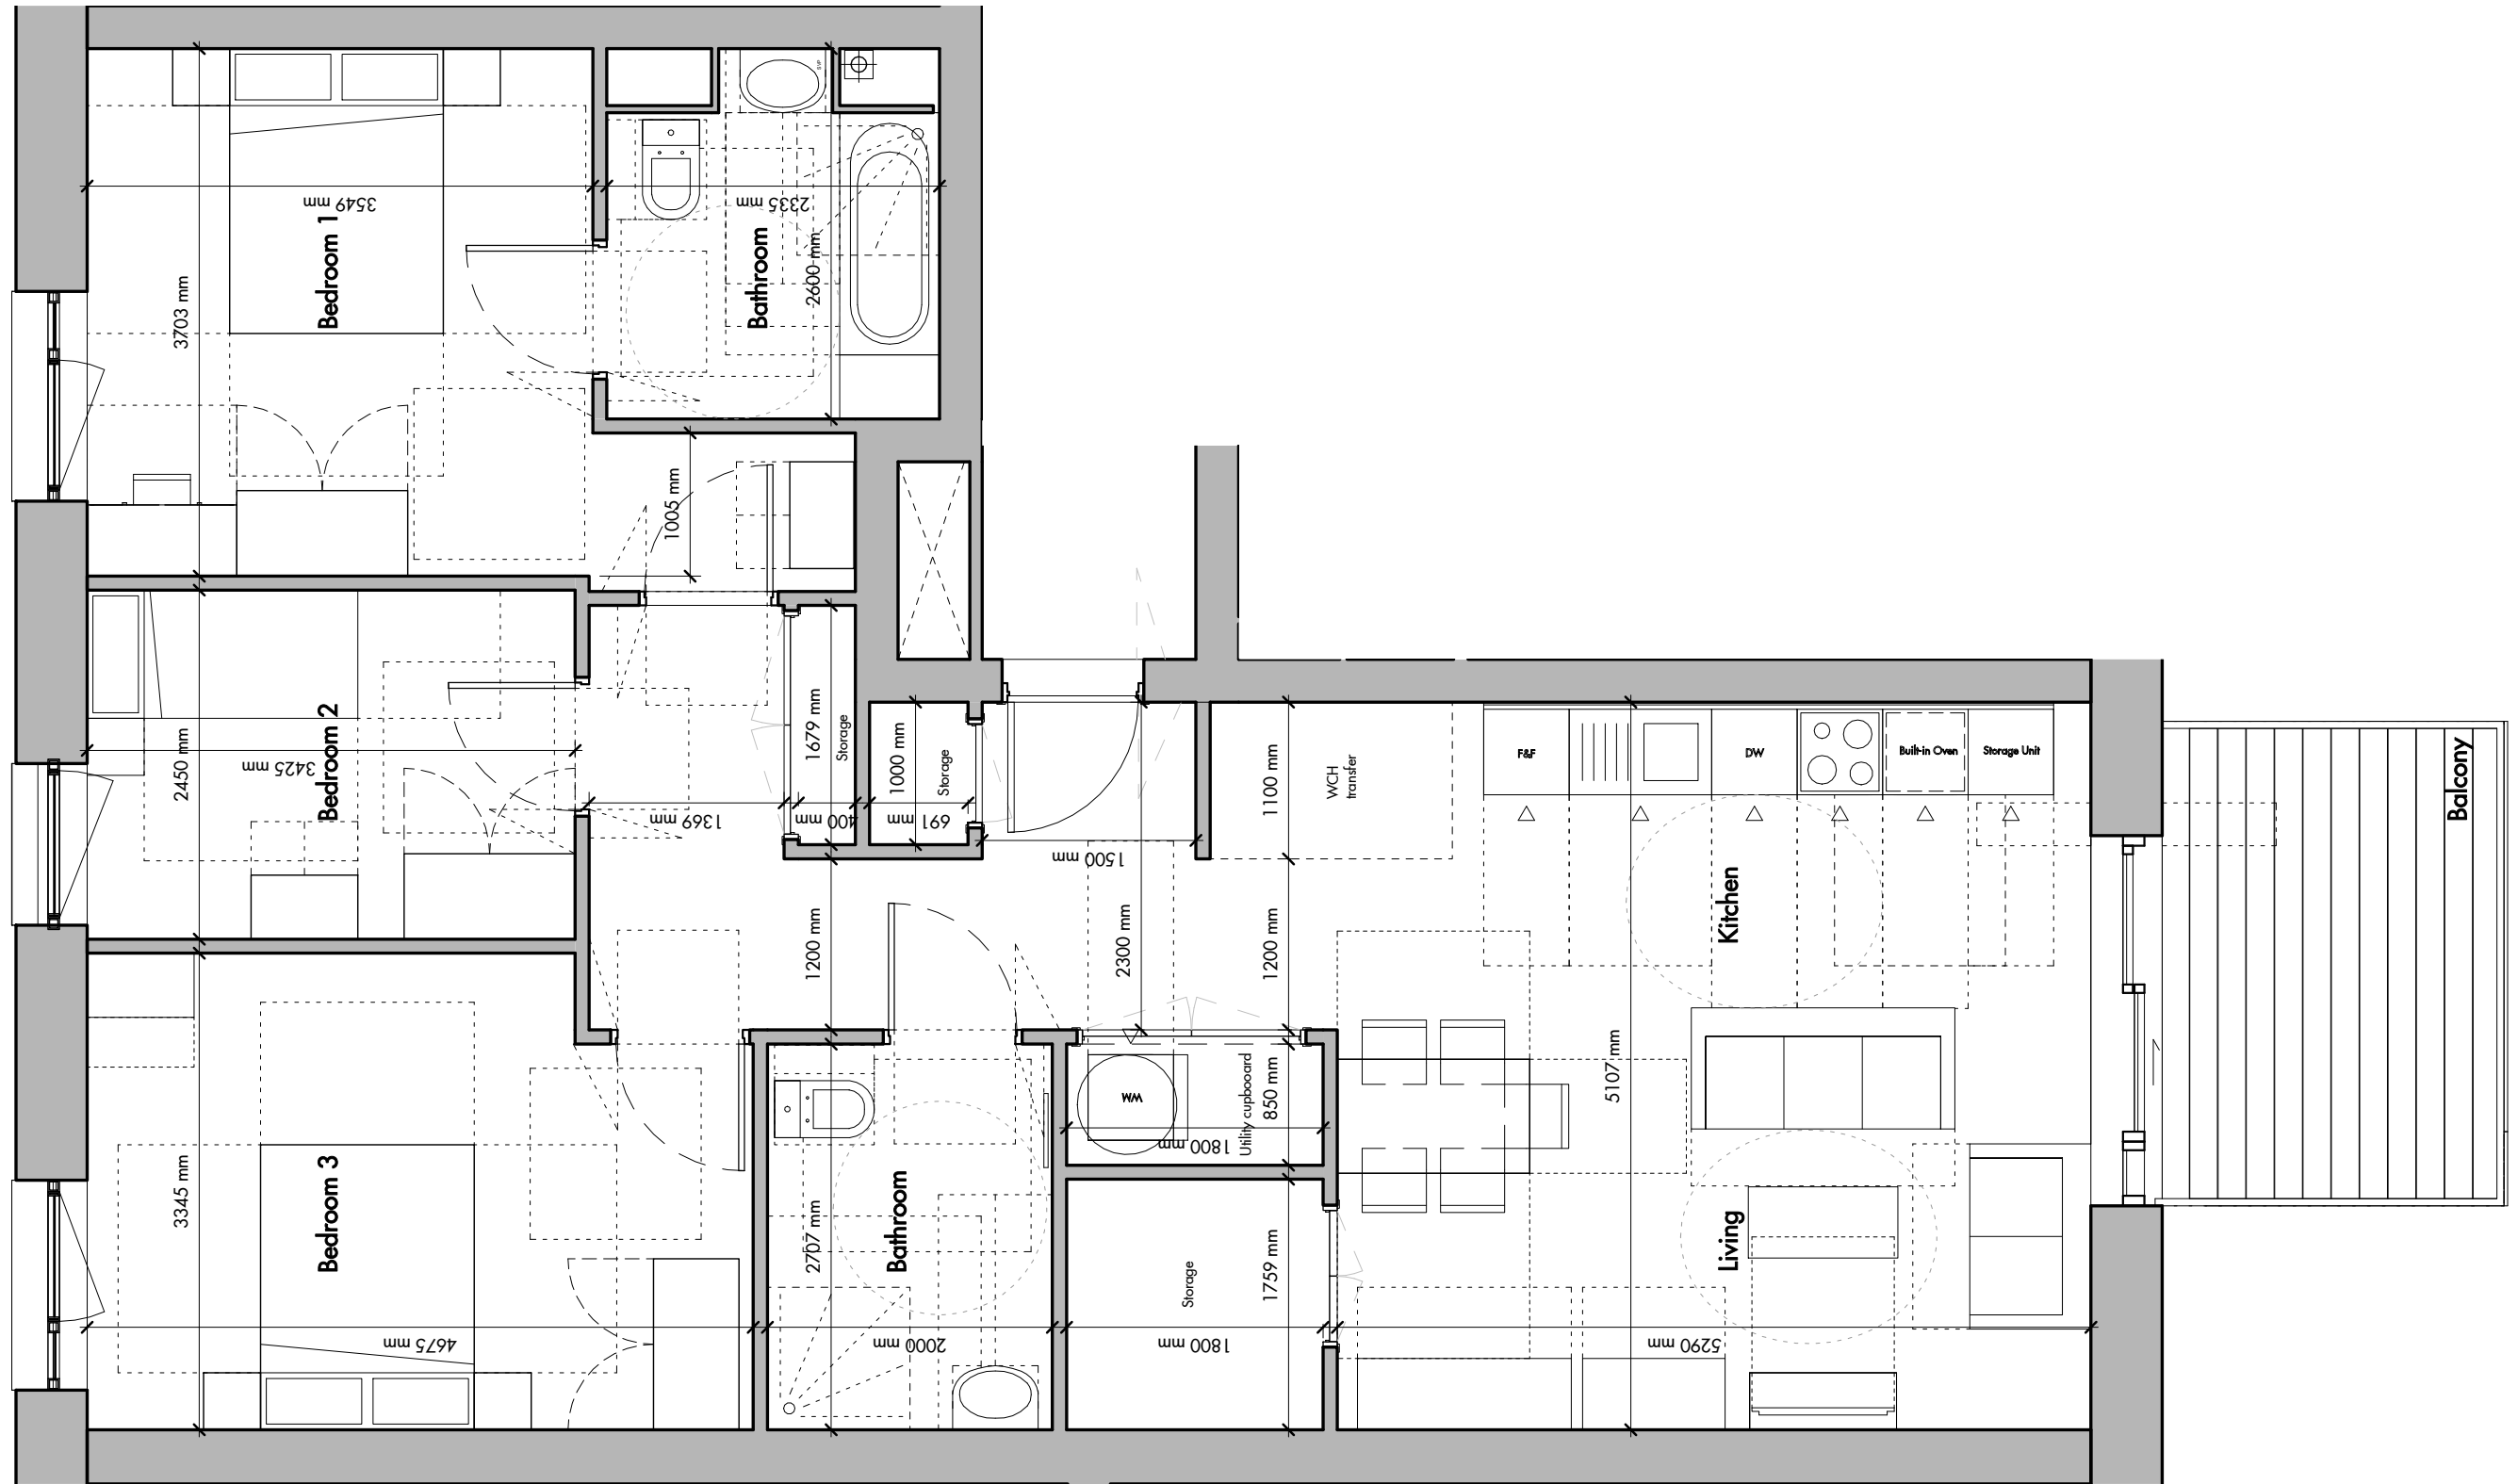 3549 mm
Bedroom 1
3703 mm
2335 mm
Bathroom
2600 mm
SVP
1005 mm
3425 mm
Bedroom 2
2450 mm
1679 mm
Storage
1369 mm
400 mm
1000 mm
Storage
691 mm
1500 mm
1100 mm
WCH
transfer
F&F
DW
Built-in Oven
Storage Unit
Balcony
Kitchen
1200 mm
2300 mm
1200 mm
5107 mm
WM
Utility cupbooard
850 mm
1800 mm
3345 mm
Bedroom 3
4675 mm
2707 mm
Bathroom
2000 mm
Storage
1759 mm
1800 mm
Living
5290 mm